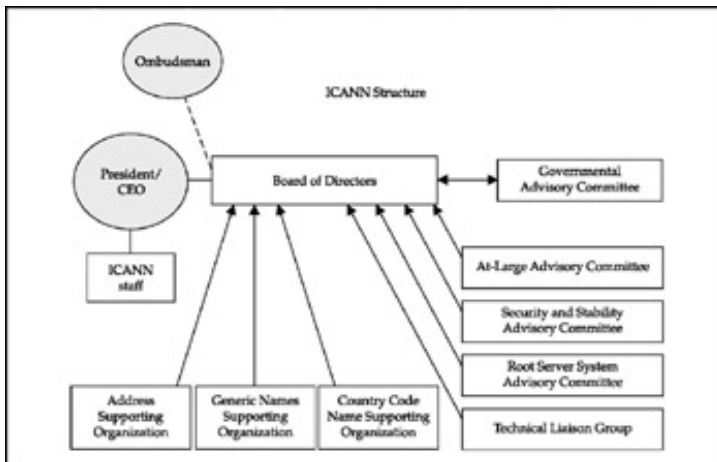 Ombudsman
ICANN Structure
President/
CEO
Board of Directors
Governmental
Advisory Committee
ICANN
staff
At-Large Advisory Committee
Security and Stability
Advisory Committee
Root Server System
Advisory Committee
Address
Supporting
Organization
Generic Names
Supporting
Organization
Country Code
Name Supporting
Organization
Technical Liaison Group